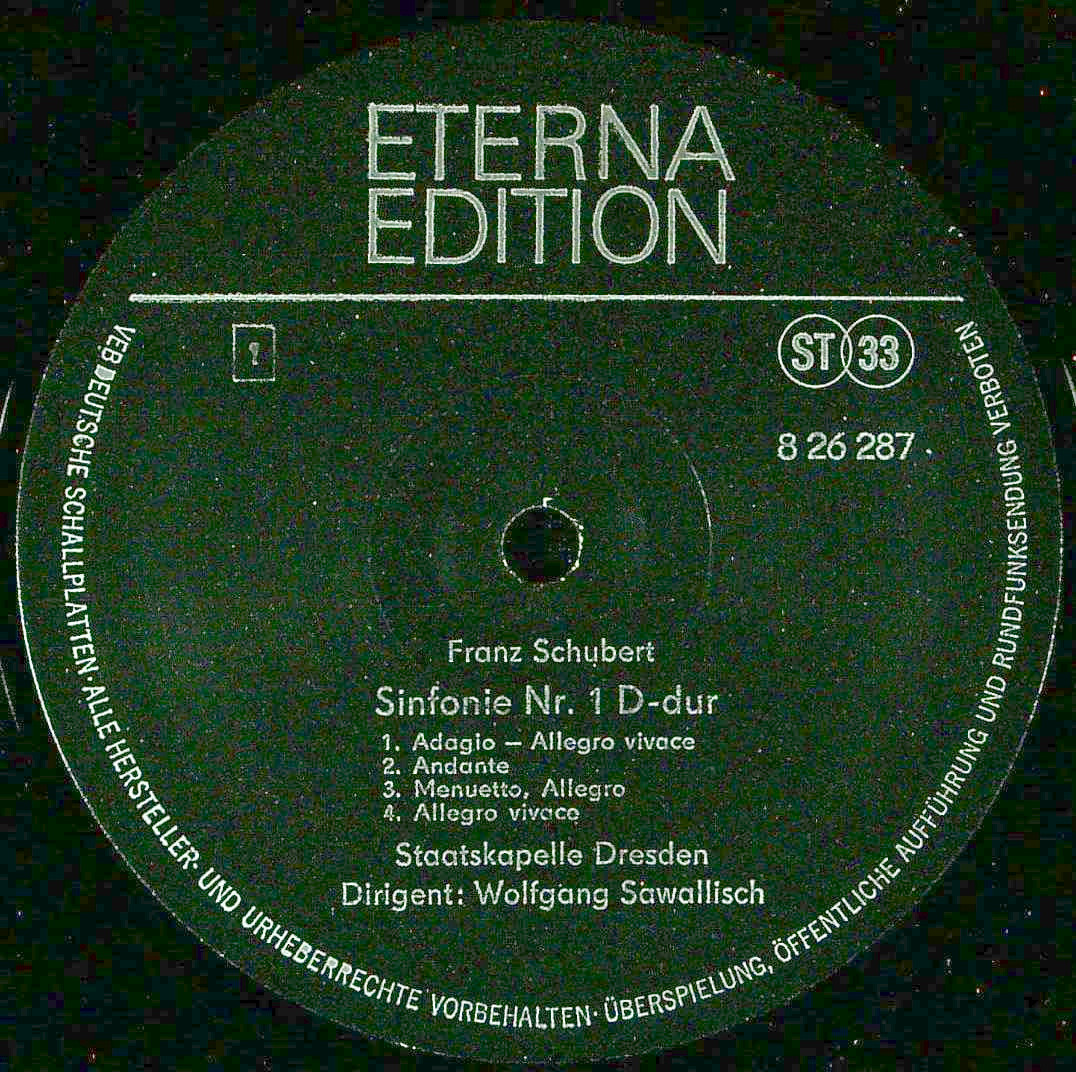 ETERNA
EDITION
1
ST 33
8 26 287
Franz Schubert
Sinfonie Nr. 1 D-dur
1. Adagio – Allegro vivace
2. Andante
3. Menuetto, Allegro
4. Allegro vivace
Staatskapelle Dresden
Dirigent: Wolfgang Sawallisch
VEB DEUTSCHE SCHALLPLATTEN · ALLE HERSTELLER- UND URHEBERRECHTE VORBEHALTEN · ÜBERSPIELUNG, ÖFFENTLICHE AUFFÜHRUNG UND RUNDFUNKSENDUNG VERBOTEN